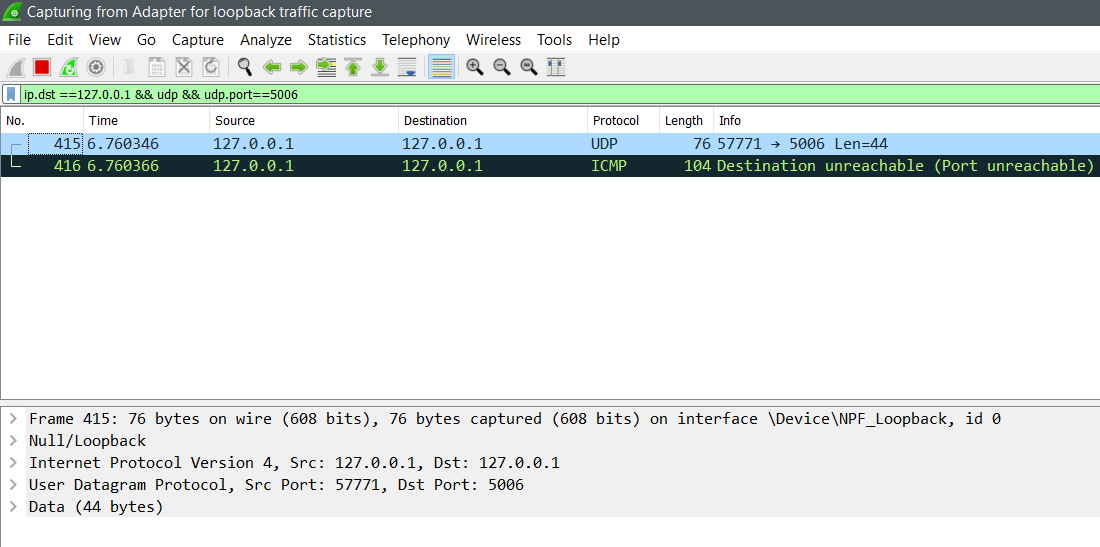 Capturing from Adapter for loopback traffic capture
File Edit View Go Capture Analyze Statistics Telephony Wireless Tools Help
ip.dst ==127.0.0.1 && udp && udp.port==5006
No. Time Source Destination Protocol Length Info
415 6.760346 127.0.0.1 127.0.0.1 UDP 76 57771 → 5006 Len=44
416 6.760366 127.0.0.1 127.0.0.1 ICMP 104 Destination unreachable (Port unreachable)
Frame 415: 76 bytes on wire (608 bits), 76 bytes captured (608 bits) on interface \Device\NPF_Loopback, id 0
Null/Loopback
Internet Protocol Version 4, Src: 127.0.0.1, Dst: 127.0.0.1
User Datagram Protocol, Src Port: 57771, Dst Port: 5006
Data (44 bytes)